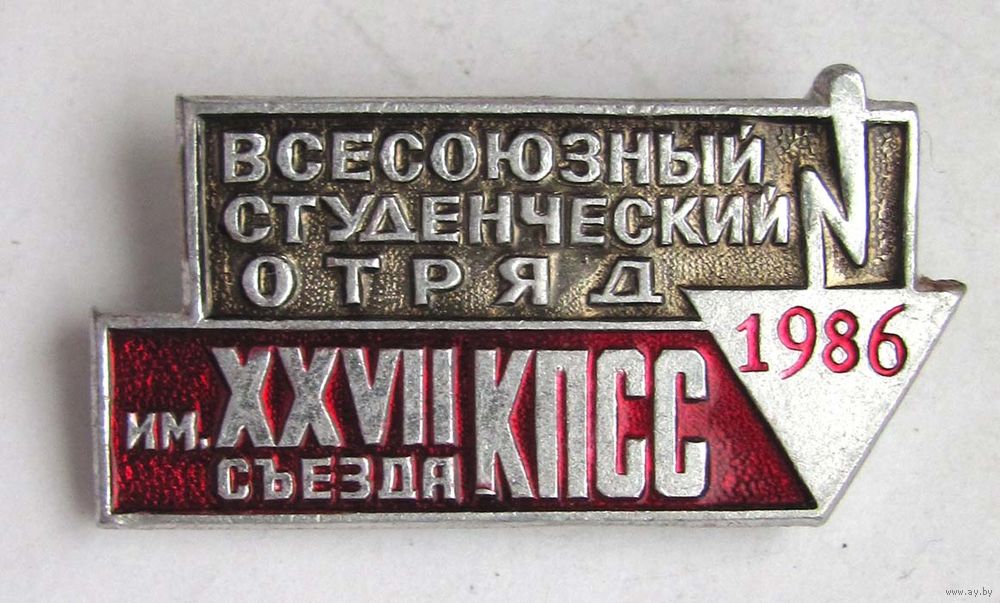 ВСЕСОЮЗНЫЙ
СТУДЕНЧЕСКИЙ
ОТРЯД
1986
им. XXVII КПСС
СЪЕЗДА
www.ay.by